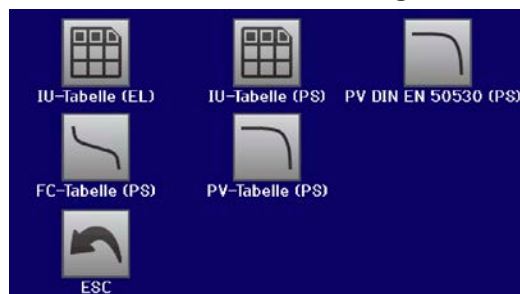 IU-Tabelle (EL) IU-Tabelle (PS) PV DIN EN 50530 (PS)
FC-Tabelle (PS) PV-Tabelle (PS)
ESC